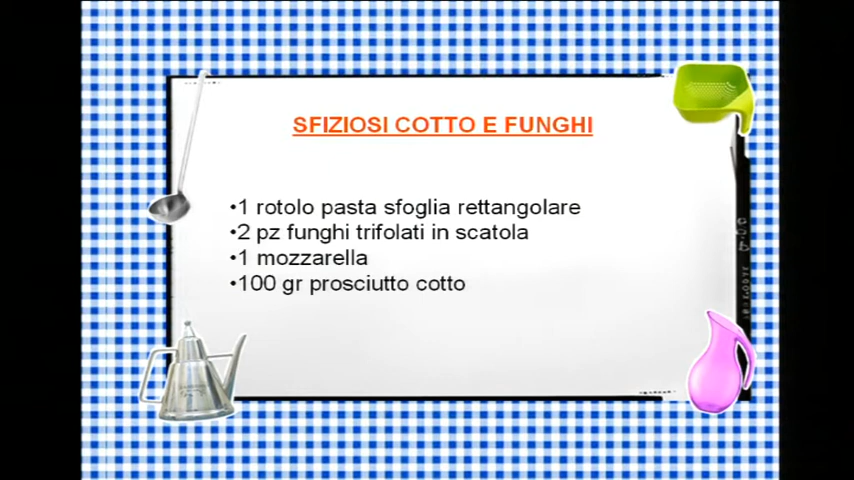 SFIZIOSI COTTO E FUNGHI
•1 rotolo pasta sfoglia rettangolare
•2 pz funghi trifolati in scatola
•1 mozzarella
•100 gr prosciutto cotto